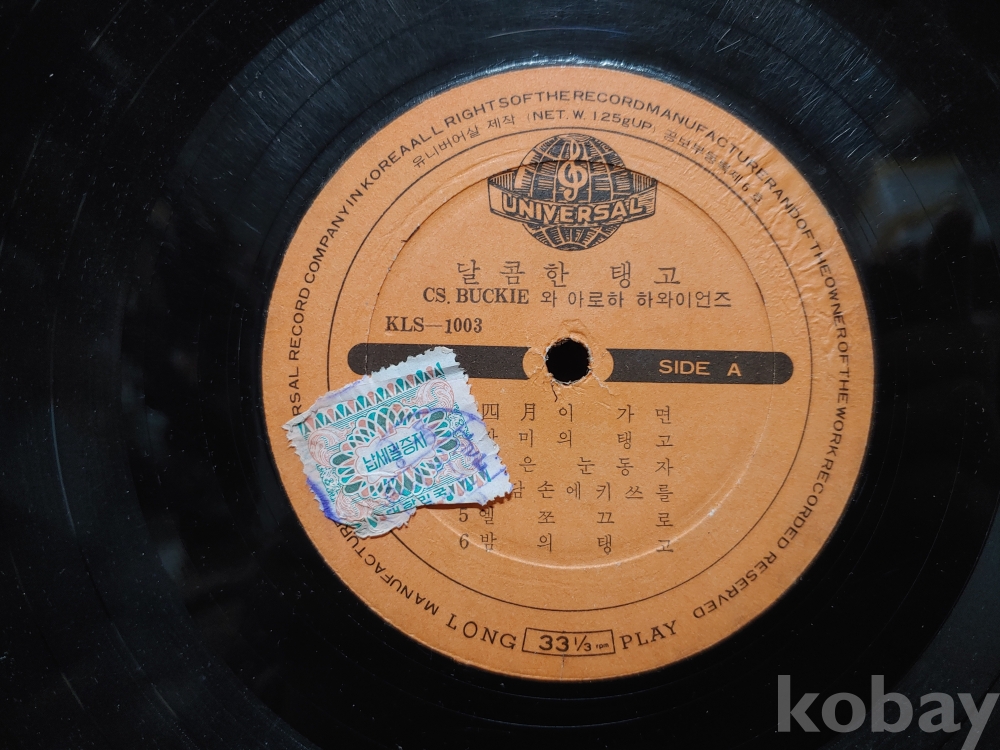 UNIVERSAL RECORD COMPANY IN KOREA ALL RIGHTS OF THE RECORD MANUFACTURER AND OF THE OWNER OF THE WORK RECORDED RESERVED
유니버어살 제작 (NET. W. 125gUP) 공보부등록제6호
UNIVERSAL
달콤한 탱고
CS. BUCKIE 와 아로하 하와이언즈
KLS—1003
SIDE A
四月이 가면
미의 탱고
은 눈동자
손에키쓰를
5 엘쪼끄로
6 밤의 탱고
납세필증지
MANUFACTUR
LONG 33 1/3 rpm PLAY
kobay